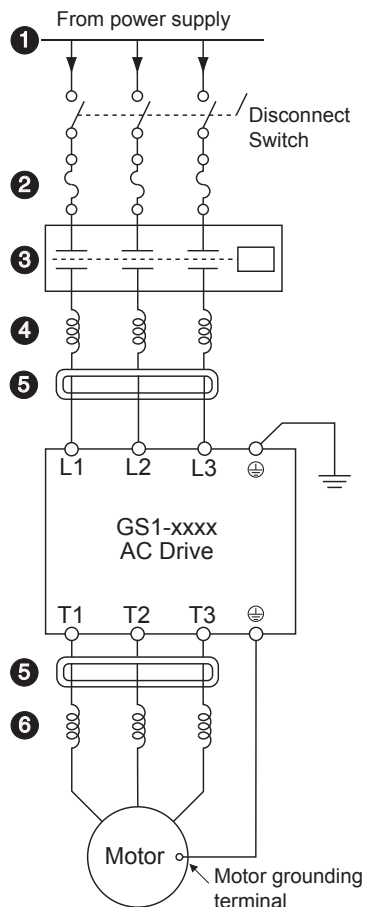 From power supply
1
Disconnect
Switch
2
3
4
5
L1 L2 L3
GS1-xxxx
AC Drive
T1 T2 T3
5
6
Motor
Motor grounding
terminal